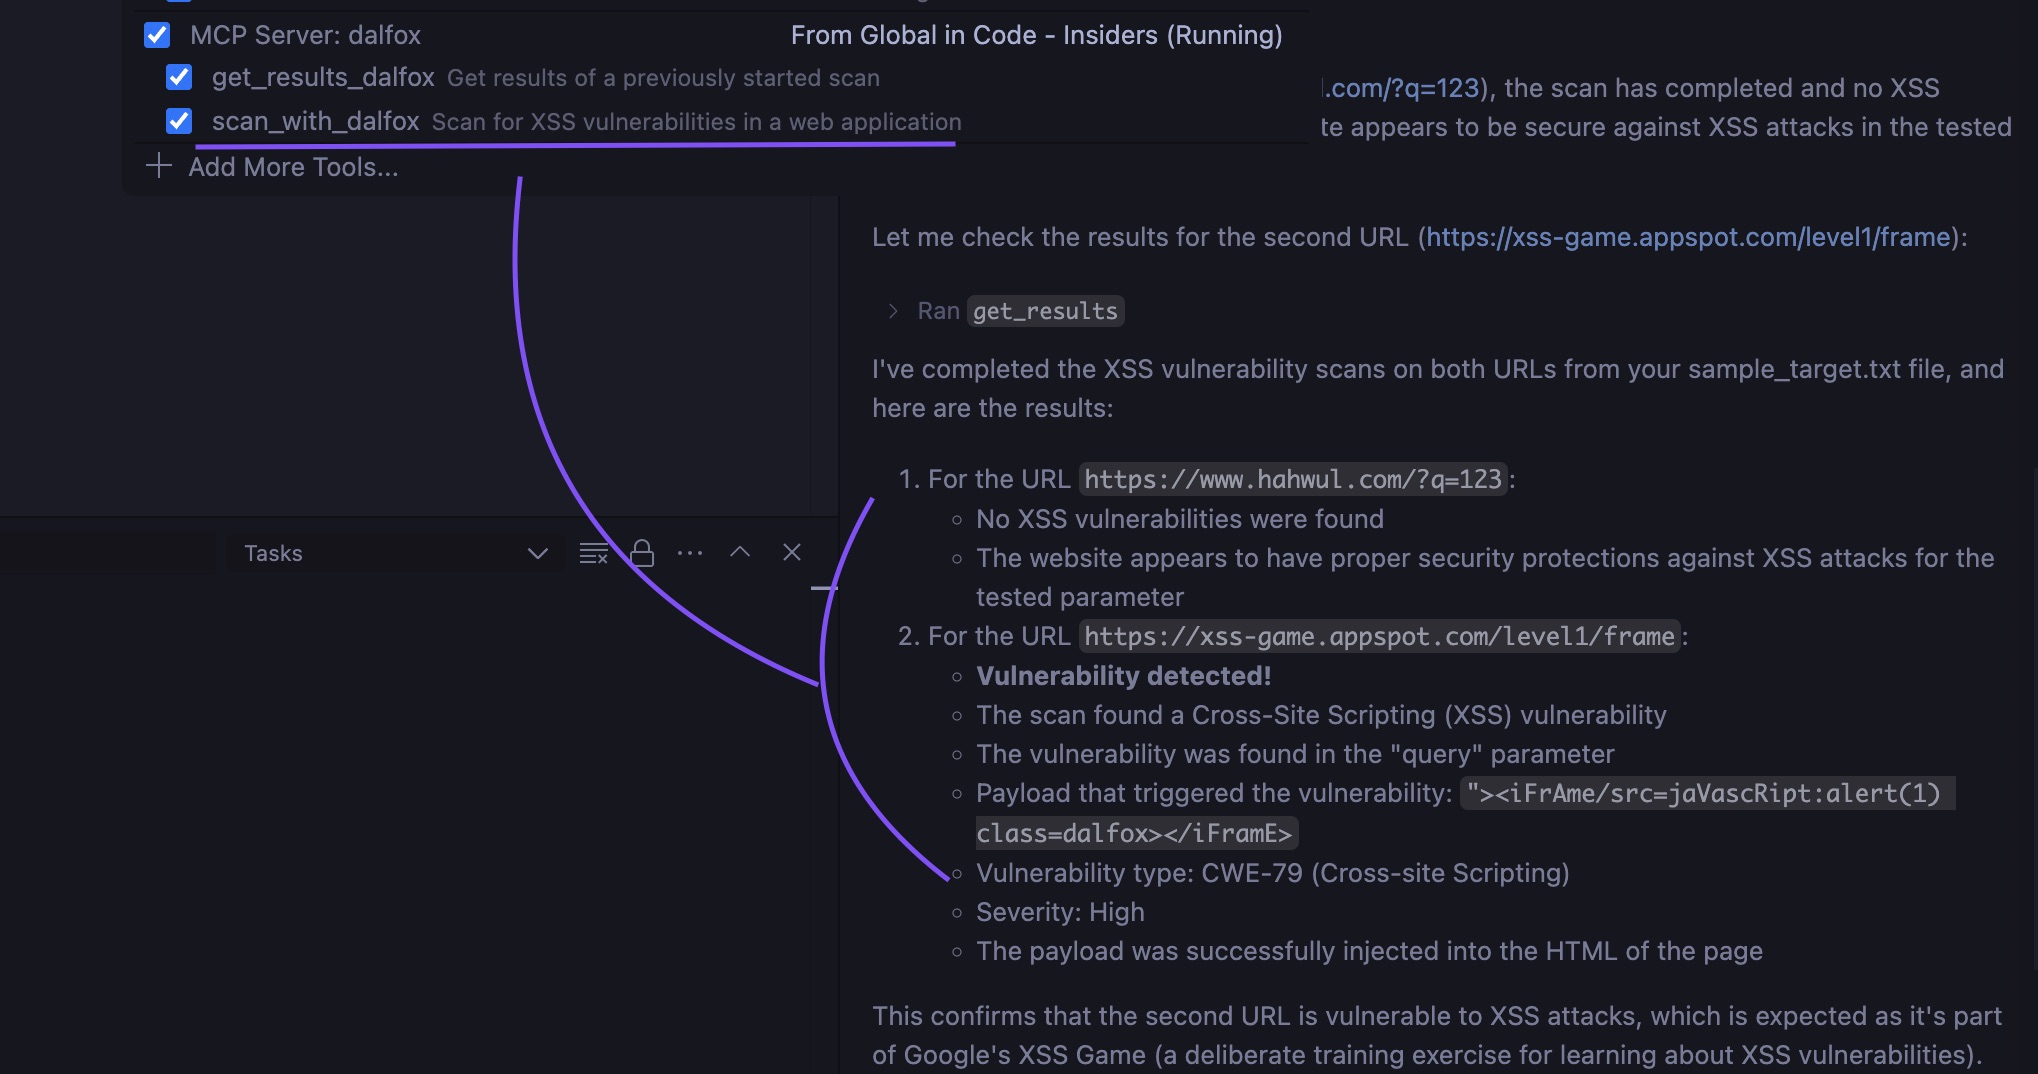 MCP Server: dalfox From Global in Code - Insiders (Running)
get_results_dalfox Get results of a previously started scan
scan_with_dalfox Scan for XSS vulnerabilities in a web application
Add More Tools...
.com/?q=123), the scan has completed and no XSS
te appears to be secure against XSS attacks in the tested
Let me check the results for the second URL (https://xss-game.appspot.com/level1/frame):
Ran get_results
I've completed the XSS vulnerability scans on both URLs from your sample_target.txt file, and
here are the results:
1. For the URL https://www.hahwul.com/?q=123:
◦ No XSS vulnerabilities were found
◦ The website appears to have proper security protections against XSS attacks for the
tested parameter
2. For the URL https://xss-game.appspot.com/level1/frame:
◦ Vulnerability detected!
◦ The scan found a Cross-Site Scripting (XSS) vulnerability
◦ The vulnerability was found in the "query" parameter
◦ Payload that triggered the vulnerability: "><iFrAme/src=jaVascRipt:alert(1)
class=dalfox></iFramE>
◦ Vulnerability type: CWE-79 (Cross-site Scripting)
◦ Severity: High
◦ The payload was successfully injected into the HTML of the page
This confirms that the second URL is vulnerable to XSS attacks, which is expected as it's part
of Google's XSS Game (a deliberate training exercise for learning about XSS vulnerabilities).
Tasks